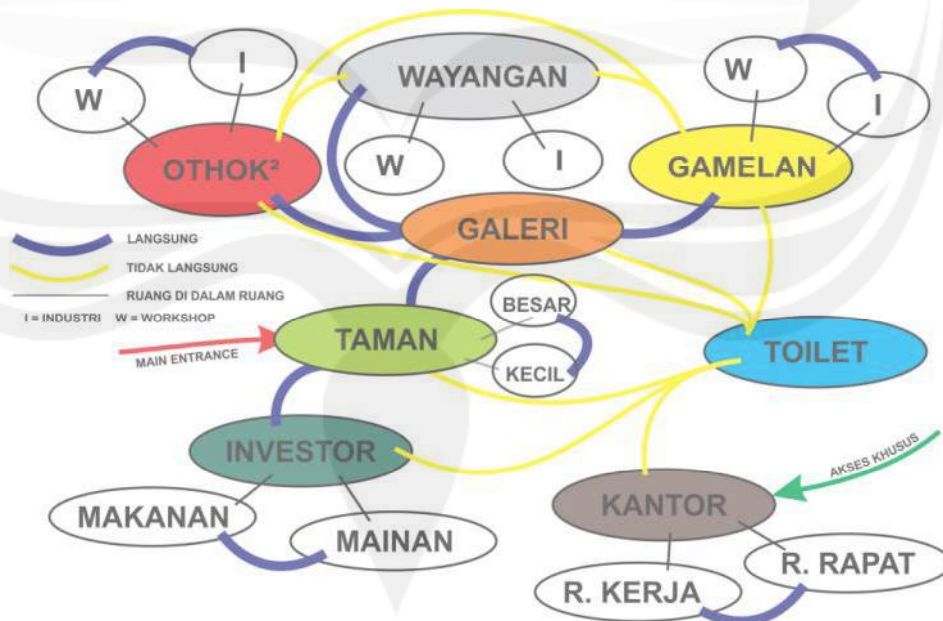 I
W
WAYANGAN
W
I
OTHOK²
W
I
GAMELAN
GALERI
LANGSUNG
TIDAK LANGSUNG
RUANG DI DALAM RUANG
I = INDUSTRI W = WORKSHOP
MAIN ENTRANCE
TAMAN
BESAR
KECIL
TOILET
INVESTOR
MAKANAN
MAINAN
AKSES KHUSUS
KANTOR
R. KERJA
R. RAPAT